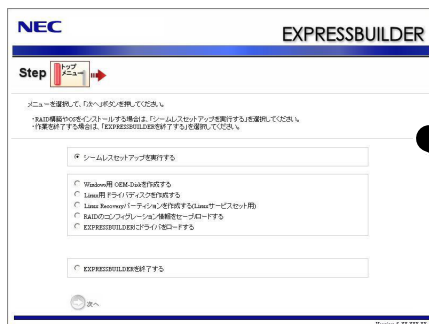 NEC
EXPRESSBUILDER
Step トップ
メニュー
メニューを選択して、「次へ」ボタンを押してください。
・RAID構築やOSをインストールする場合は、「シームレスセットアップを実行する」を選択してください。
・作業を終了する場合は、「EXPRESSBUILDERを終了する」を選択してください。
シームレスセットアップを実行する
Windows用 OEM-Diskを作成する
Linux用 ドライバディスクを作成する
Linux Recoveryパーティションを作成する(Linuxサービスセット用)
RAIDのコンフィグレーション情報をセーブ/ロードする
EXPRESSBUILDERにドライバをロードする
EXPRESSBUILDERを終了する
次へ